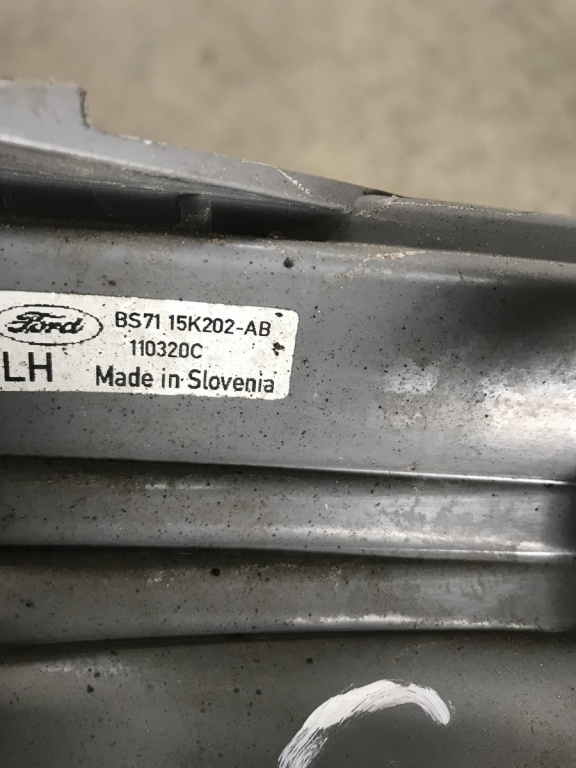 Ford
BS71 15K202-AB
110320C
LH
Made in Slovenia